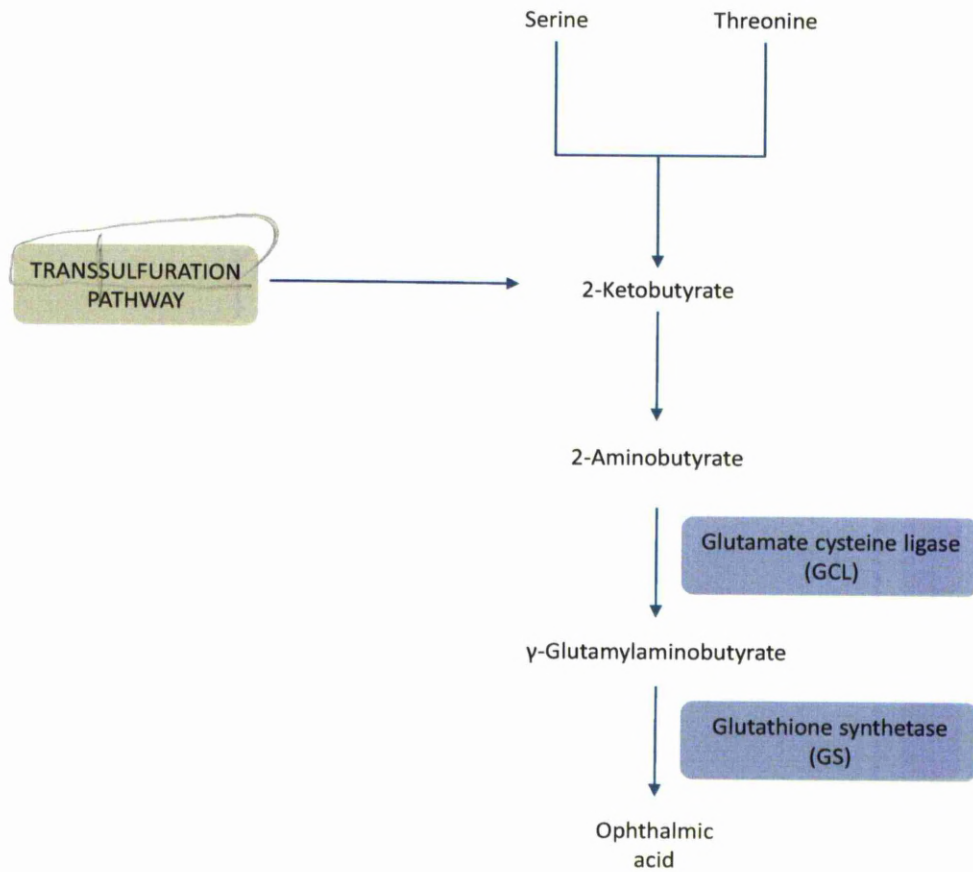 Serine Threonine
TRANSSULFURATION
PATHWAY
2-Ketobutyrate
2-Aminobutyrate
Glutamate cysteine ligase
(GCL)
γ-Glutamylaminobutyrate
Glutathione synthetase
(GS)
Ophthalmic
acid